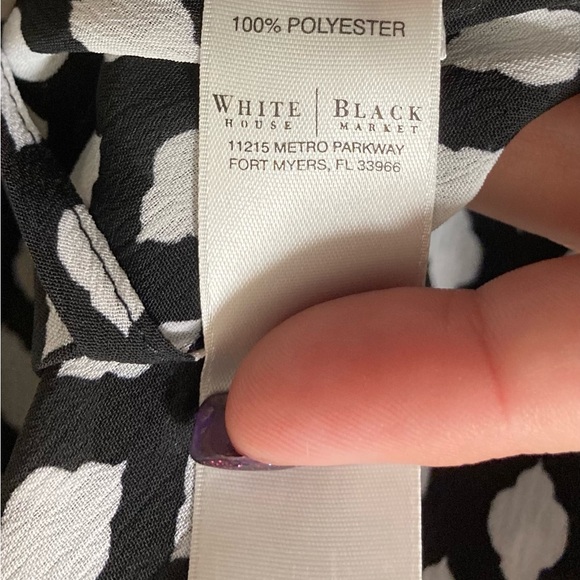 100% POLYESTER
WHITE | BLACK
HOUSE | MARKET
11215 METRO PARKWAY
FORT MYERS, FL 33966